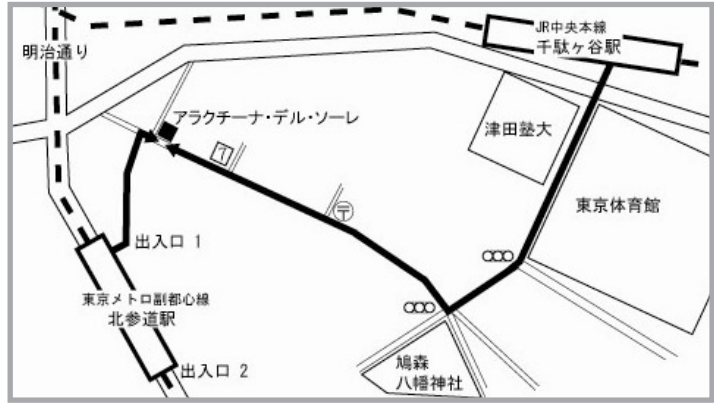 JR中央本線
千駄ヶ谷駅
明治通り
アラクチーナ・デル・ソーレ
津田塾大
7
東京体育館
〒
出入口 1
東京メトロ副都心線
北参道駅
出入口 2
鳩森
八幡神社